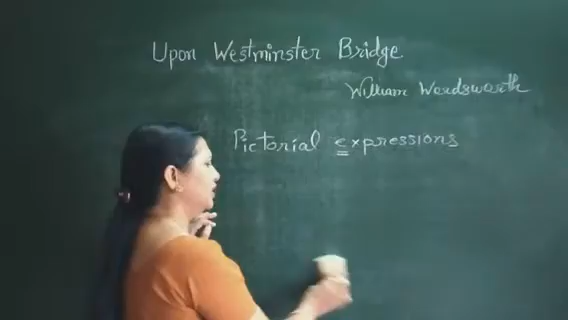 Upon Westminster Bridge
William Wordsworth
Pictorial expressions